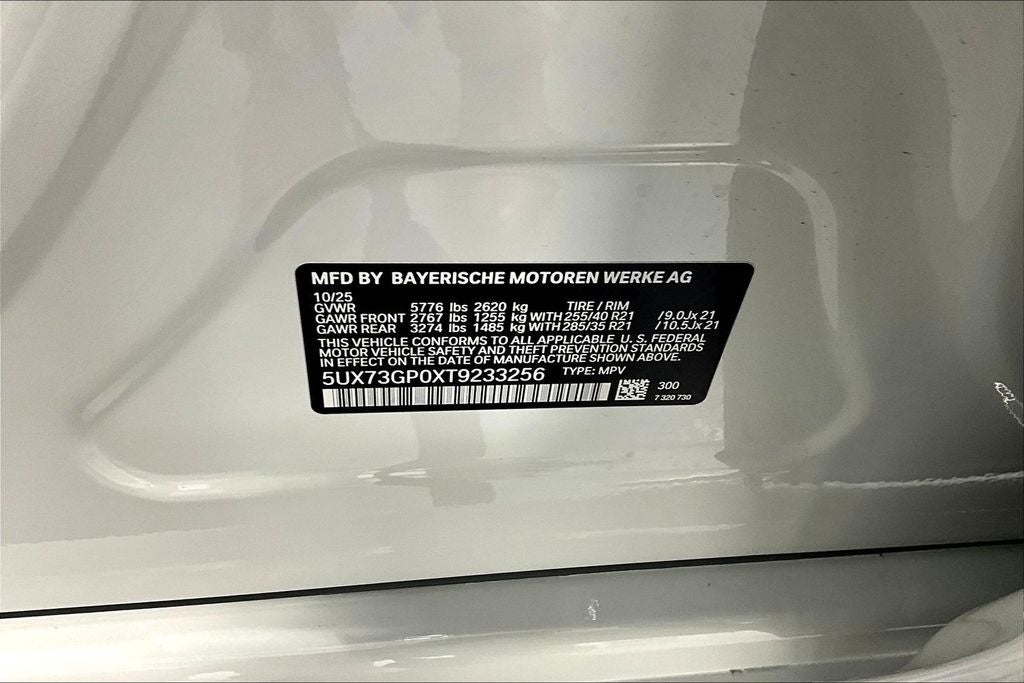 MFD BY BAYERISCHE MOTOREN WERKE AG
10/25
GVWR 5776 lbs 2620 kg TIRE / RIM
GAWR FRONT 2767 lbs 1255 kg WITH 255/40 R21 / 9.0Jx 21
GAWR REAR 3274 lbs 1485 kg WITH 285/35 R21 / 10.5Jx 21
THIS VEHICLE CONFORMS TO ALL APPLICABLE U. S. FEDERAL
MOTOR VEHICLE SAFETY AND THEFT PREVENTION STANDARDS
IN EFFECT ON THE DATE OF MANUFACTURE SHOWN ABOVE.
5UX73GP0XT9233256 TYPE: MPV
300
7 320 730